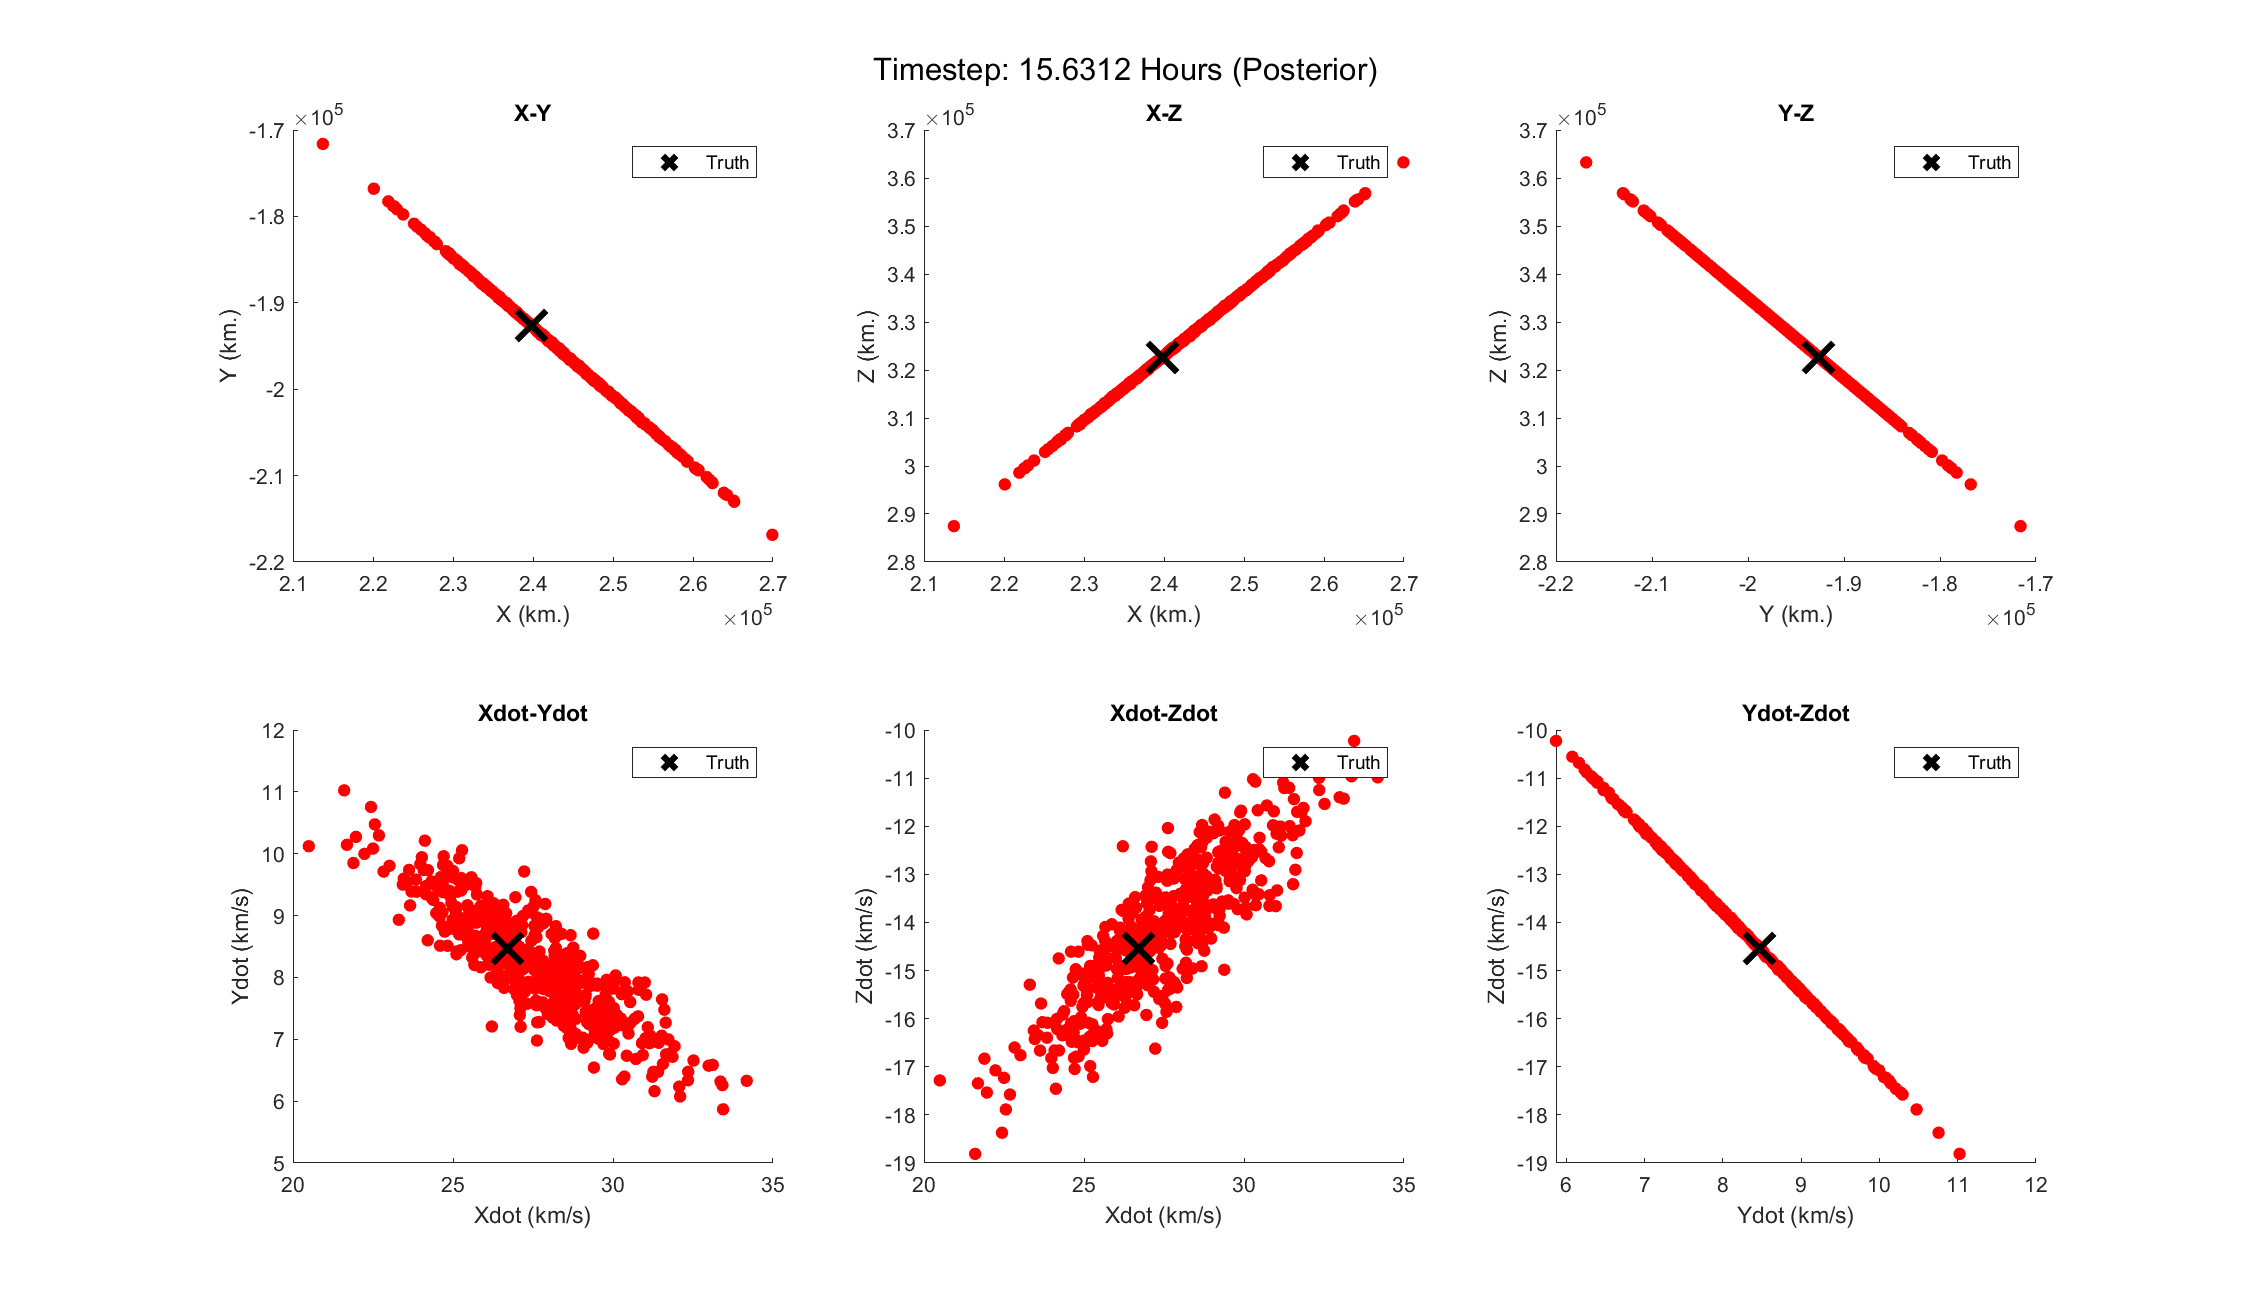 Timestep: 15.6312 Hours (Posterior)
X-Y
×10^5
-1.7
-1.8
-1.9
-2
-2.1
-2.2
Y (km.)
2.1 2.2 2.3 2.4 2.5 2.6 2.7
X (km.)
×10^5
Truth
X-Z
×10^5
3.7
3.6
3.5
3.4
3.3
3.2
3.1
3
2.9
2.8
Z (km.)
2.1 2.2 2.3 2.4 2.5 2.6 2.7
X (km.)
×10^5
Truth
Y-Z
×10^5
3.7
3.6
3.5
3.4
3.3
3.2
3.1
3
2.9
2.8
Z (km.)
-2.2 -2.1 -2 -1.9 -1.8 -1.7
Y (km.)
×10^5
Truth
Xdot-Ydot
12
11
10
9
8
7
6
5
Ydot (km/s)
20 25 30 35
Xdot (km/s)
Truth
Xdot-Zdot
-10
-11
-12
-13
-14
-15
-16
-17
-18
-19
Zdot (km/s)
20 25 30 35
Xdot (km/s)
Truth
Ydot-Zdot
-10
-11
-12
-13
-14
-15
-16
-17
-18
-19
Zdot (km/s)
6 7 8 9 10 11 12
Ydot (km/s)
Truth